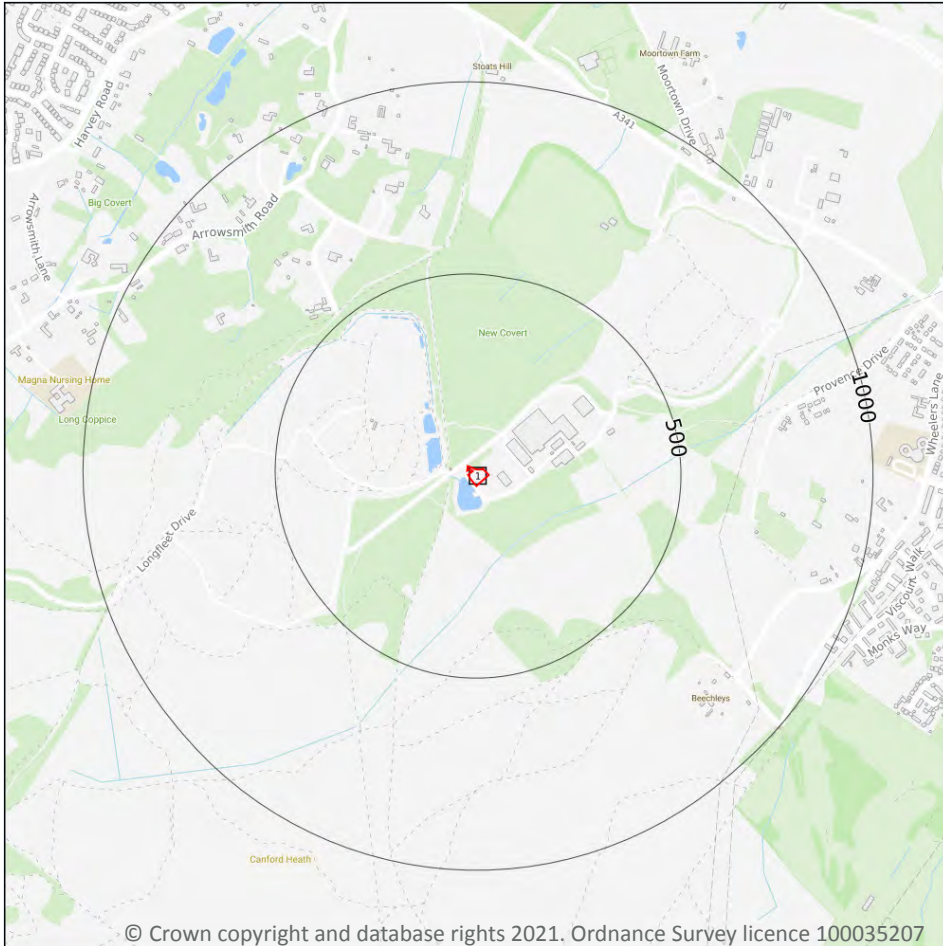 Stoats Hill
Moortown Farm
Moortown Drive
A341
Harvey Road
Big Covert
Arrowsmith Road
Arrowsmith Lane
New Covert
Provence Drive
1000
Wheelers Lane
Magna Nursing Home
Long Coppice
500
1
Longfleet Drive
Viscount Walk
Monks Way
Beechleys
Canford Heath
© Crown copyright and database rights 2021. Ordnance Survey licence 100035207